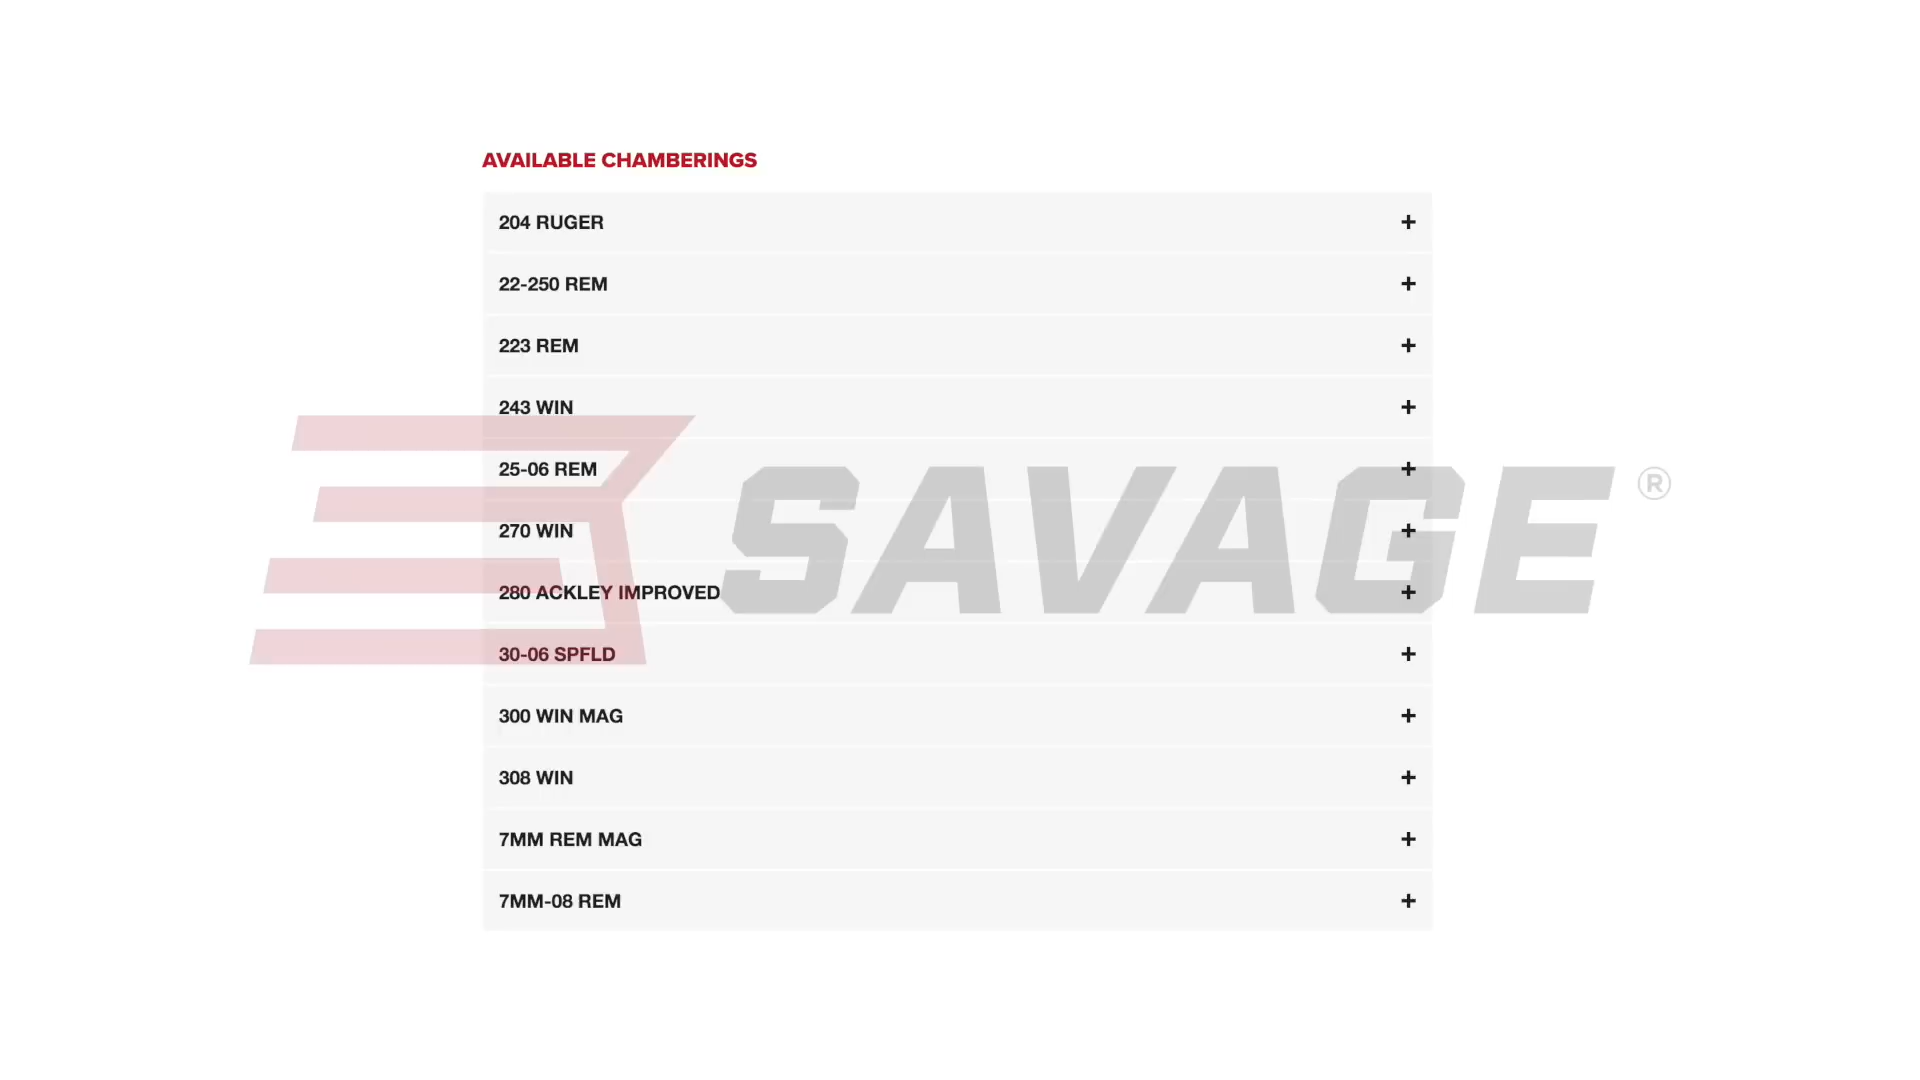 AVAILABLE CHAMBERINGS
204 RUGER
22-250 REM
223 REM
243 WIN
25-06 REM
270 WIN
280 ACKLEY IMPROVED
30-06 SPFLD
300 WIN MAG
308 WIN
7MM REM MAG
7MM-08 REM
SAVAGE ®